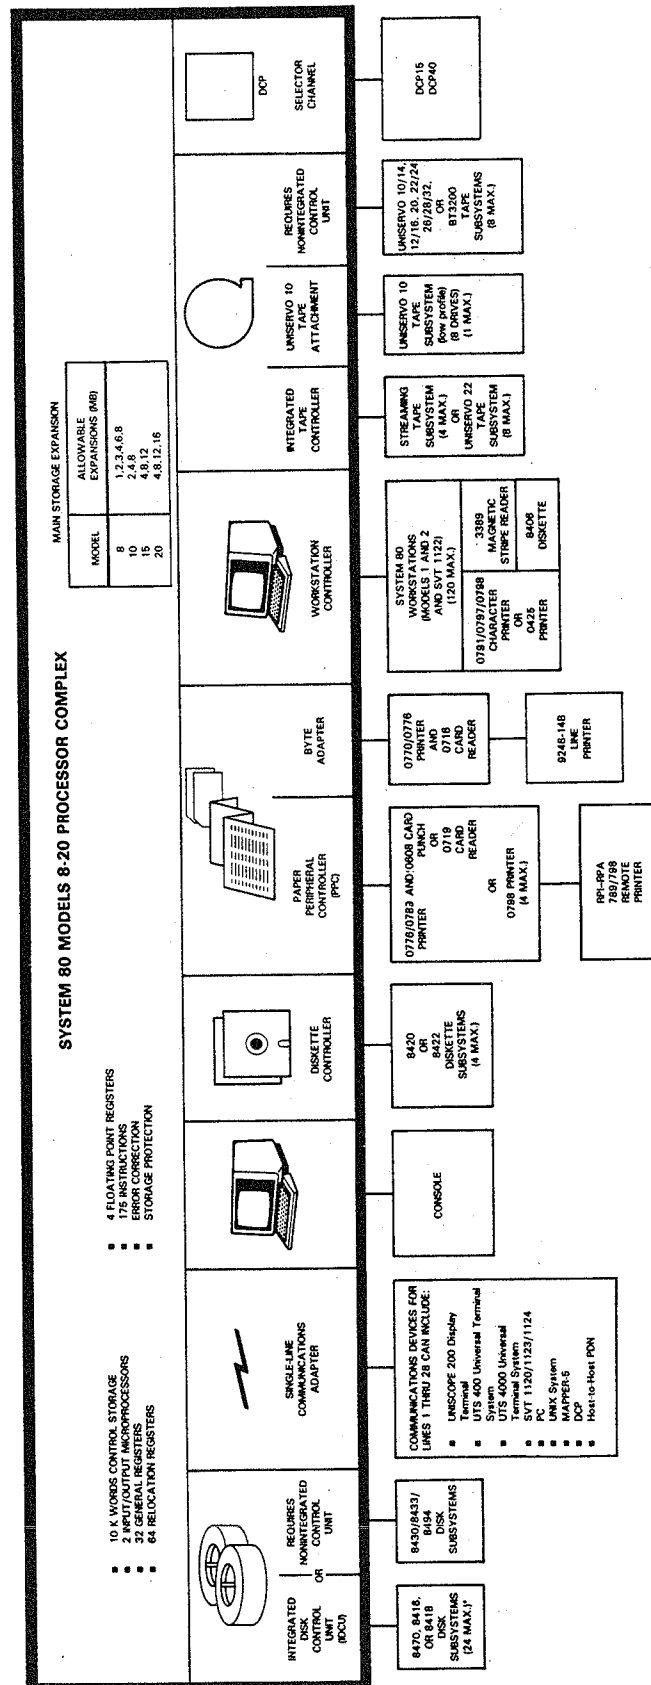 SYSTEM 80 MODELS 8-20 PROCESSOR COMPLEX
■ 10 K WORDS CONTROL STORAGE
■ 2 INPUT/OUTPUT MICROPROCESSORS
■ 32 GENERAL REGISTERS
■ 64 RELOCATION REGISTERS
■ 4 FLOATING POINT REGISTERS
■ 175 INSTRUCTIONS
■ ERROR CORRECTION
■ STORAGE PROTECTION
MAIN STORAGE EXPANSION
MODEL
ALLOWABLE
EXPANSIONS (MB)
8 1,2,3,4,6,8
10 2,4,8
15 4,8,12
20 4,8,12,16
INTEGRATED
DISK
CONTROL
UNIT
(IDCU)
OR
REQUIRES
NONINTEGRATED
CONTROL
UNIT
SINGLE-LINE
COMMUNICATIONS
ADAPTER
DISKETTE
CONTROLLER
PAPER
PERIPHERAL
CONTROLLER
(PPC)
BYTE
ADAPTER
WORKSTATION
CONTROLLER
INTEGRATED
TAPE
CONTROLLER
UNISERVO 10
TAPE
ATTACHMENT
REQUIRES
NONINTEGRATED
CONTROL
UNIT
DCP
SELECTOR
CHANNEL
8470, 8416,
OR 8418
DISK
SUBSYSTEMS
(24 MAX.)*
8430/8433/
8494
DISK
SUBSYSTEMS
COMMUNICATIONS DEVICES FOR
LINES 1 THRU 28 CAN INCLUDE:
■ UNISCOPE 200 Display
Terminal
■ UTS 400 Universal Terminal
System
■ UTS 4000 Universal
Terminal System
■ SVT 1120/1123/1124
■ PC
■ UNIX System
■ MAPPER-5
■ DCP
■ Host-to-Host PDN
CONSOLE
8420
OR
8422
DISKETTE
SUBSYSTEMS
(4 MAX.)
0776/0789 AND 0608 CARD
PRINTER PUNCH
OR
0719
CARD
READER
OR
0798 PRINTER
(4 MAX.)
RPI-RPA
789/798
REMOTE
PRINTER
0770/0776
PRINTER
AND
0716
CARD
READER
9246-14B
LINE
PRINTER
SYSTEM 80
WORKSTATIONS
(MODELS 1 AND 2
AND SVT 1122)
(120 MAX.)
0791/0797/0798
CHARACTER
PRINTER
OR
0425
PRINTER
3389
MAGNETIC
STRIPE READER
8406
DISKETTE
STREAMING
TAPE
SUBSYSTEM
(4 MAX.)
OR
UNISERVO 22
TAPE
SUBSYSTEM
(8 MAX.)
UNISERVO 10
TAPE
SUBSYSTEM
(low profile)
(8 DRIVES)
(1 MAX.)
UNISERVO 10/14,
12/16, 20, 22/24
26/28/32,
OR
BT3200
TAPE
SUBSYSTEMS
(8 MAX.)
DCP15
DCP40